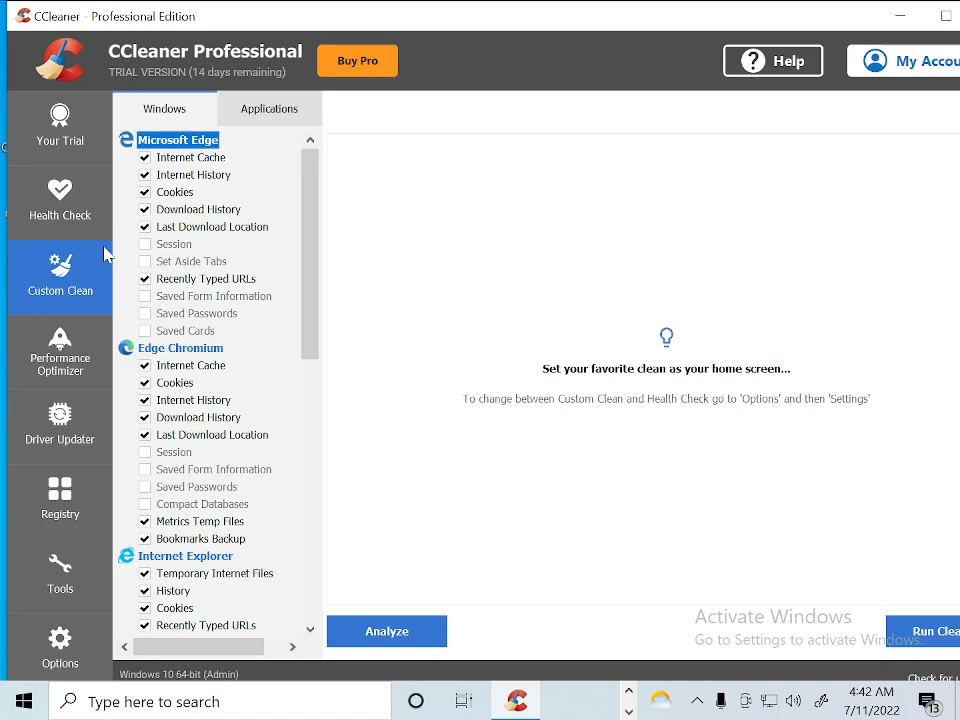 CCleaner - Professional Edition
CCleaner Professional
TRIAL VERSION (14 days remaining)
Buy Pro
Help
My Accou
Your Trial
Health Check
Custom Clean
Performance
Optimizer
Driver Updater
Registry
Tools
Options
Windows
Applications
Microsoft Edge
Internet Cache
Internet History
Cookies
Download History
Last Download Location
Session
Set Aside Tabs
Recently Typed URLs
Saved Form Information
Saved Passwords
Saved Cards
Edge Chromium
Internet Cache
Cookies
Internet History
Download History
Last Download Location
Session
Saved Form Information
Saved Passwords
Compact Databases
Metrics Temp Files
Bookmarks Backup
Internet Explorer
Temporary Internet Files
History
Cookies
Recently Typed URLs
Set your favorite clean as your home screen...
To change between Custom Clean and Health Check go to 'Options' and then 'Settings'
Analyze
Run Clea
Activate Windows
Go to Settings to activate Windows.
Windows 10 64-bit (Admin)
Check for u
Type here to search
4:42 AM
7/11/2022
13